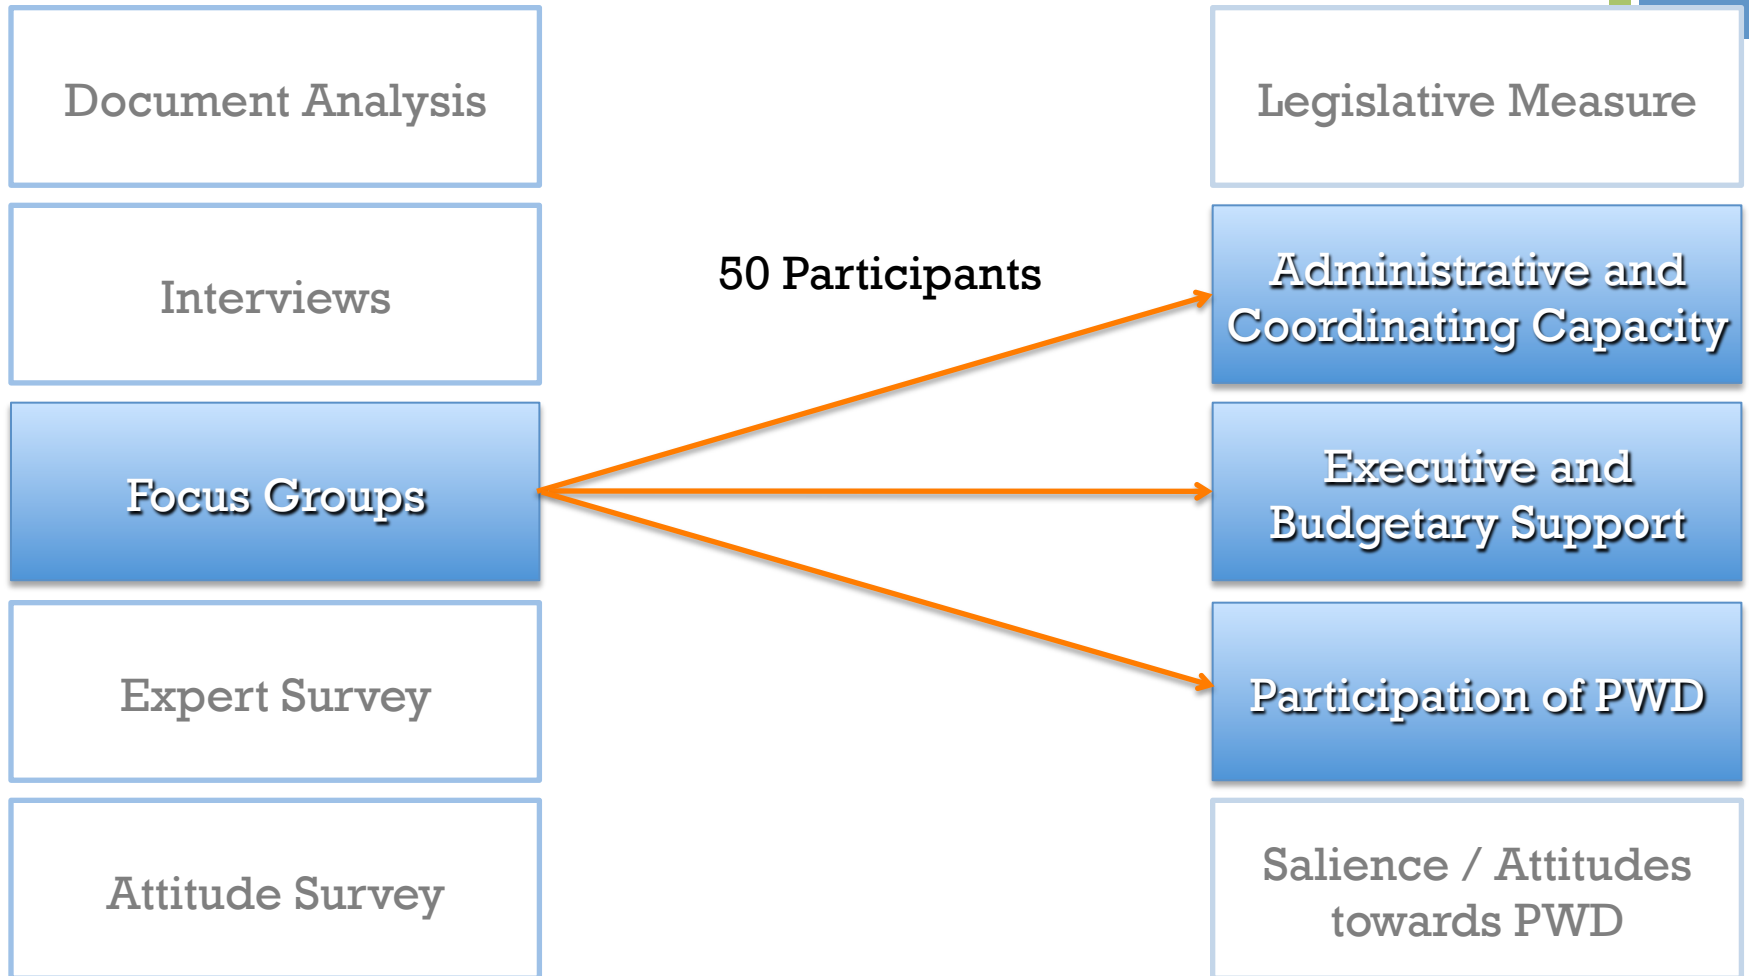 Document Analysis
Interviews
Focus Groups
Expert Survey
Attitude Survey
50 Participants
Legislative Measure
Administrative and
Coordinating Capacity
Executive and
Budgetary Support
Participation of PWD
Salience / Attitudes
towards PWD